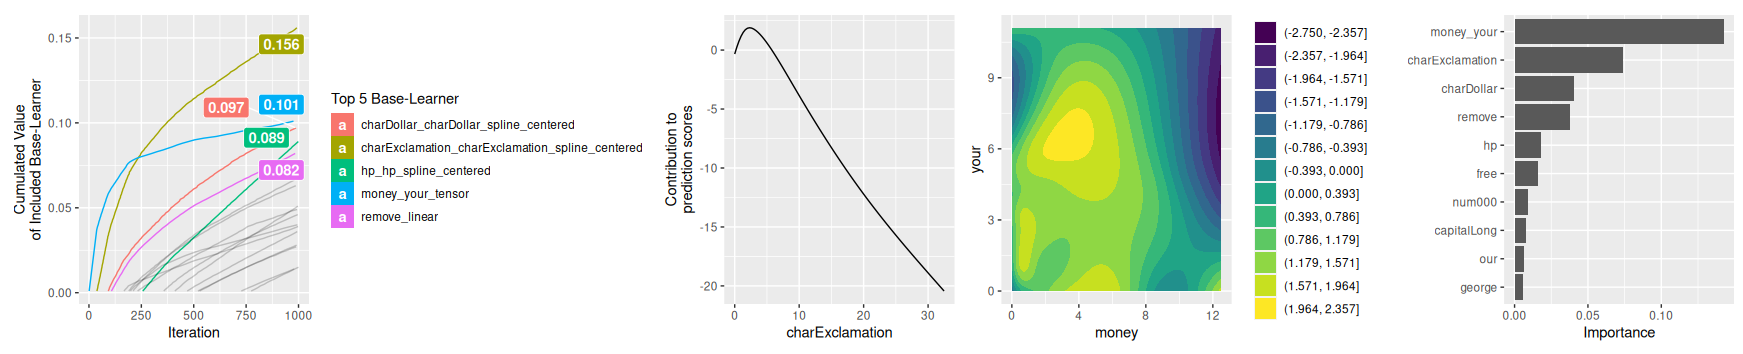 Cumulated Value
of Included Base-Learner
0.15
0.10
0.05
0.00
0.156
0.097
0.101
0.089
0.082
0
250
500
750
1000
Iteration
Top 5 Base-Learner
a charDollar_charDollar_spline_centered
a charExclamation_charExclamation_spline_centered
a hp_hp_spline_centered
a money_your_tensor
a remove_linear
Contribution to
prediction scores
0
-5
-10
-15
-20
0
10
20
30
charExclamation
your
9
6
3
0
0
4
8
12
money
(-2.750, -2.357]
(-2.357, -1.964]
(-1.964, -1.571]
(-1.571, -1.179]
(-1.179, -0.786]
(-0.786, -0.393]
(-0.393, 0.000]
(0.000, 0.393]
(0.393, 0.786]
(0.786, 1.179]
(1.179, 1.571]
(1.571, 1.964]
(1.964, 2.357]
money_your
charExclamation
charDollar
remove
hp
free
num000
capitalLong
our
george
0.00
0.05
0.10
Importance